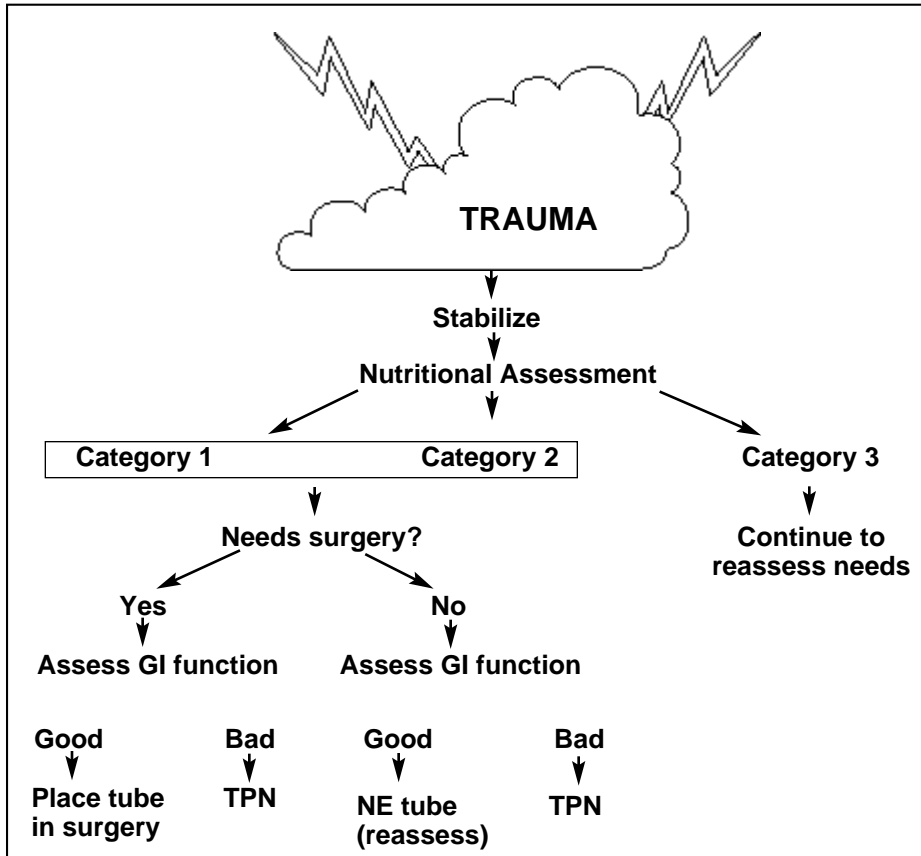 TRAUMA
Stabilize
Nutritional Assessment
Category 1
Category 2
Category 3
Needs surgery?
Continue to
reassess needs
Yes
No
Assess GI function
Assess GI function
Good
Bad
Good
Bad
Place tube
in surgery
TPN
NE tube
(reassess)
TPN